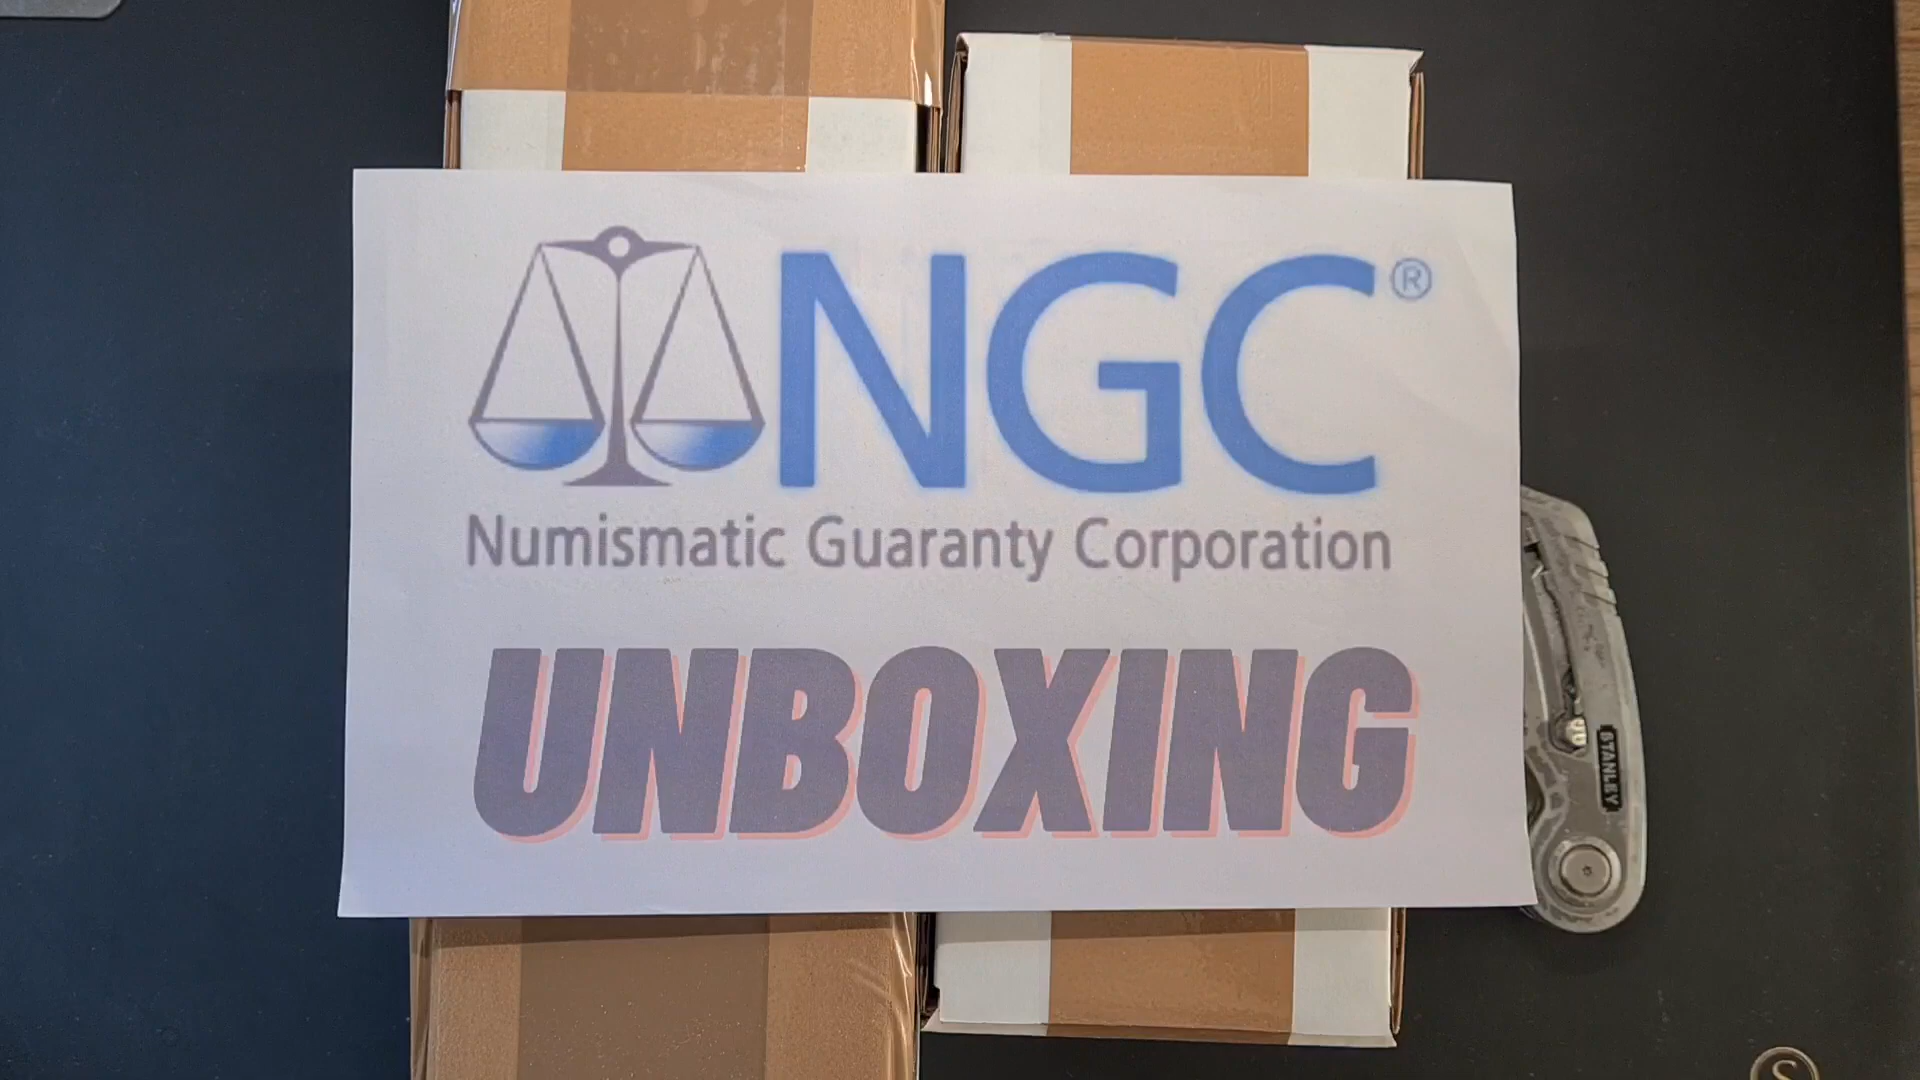 NGC®
Numismatic Guaranty Corporation
UNBOXING
STANLEY
S